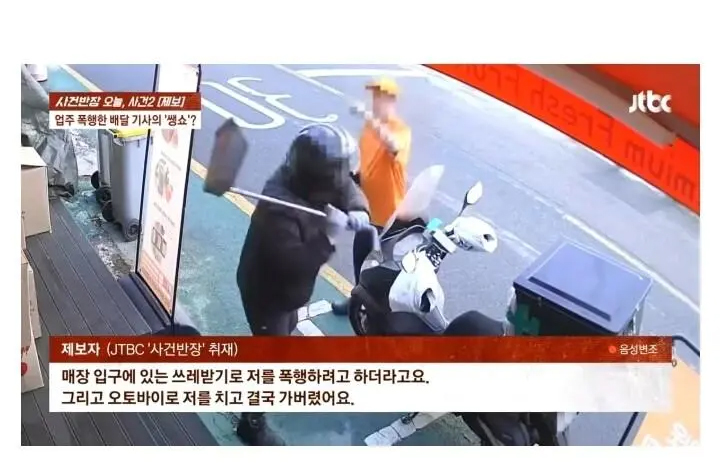 사건반장 오늘, 사건2 [제보]
업주 폭행한 배달 기사의 '쌩쇼'?
jtbc
mium Fresh Fruit
제보자 (JTBC '사건반장' 취재)
음성변조
매장 입구에 있는 쓰레받기로 저를 폭행하려고 하더라고요.
그리고 오토바이로 저를 치고 결국 가버렸어요.